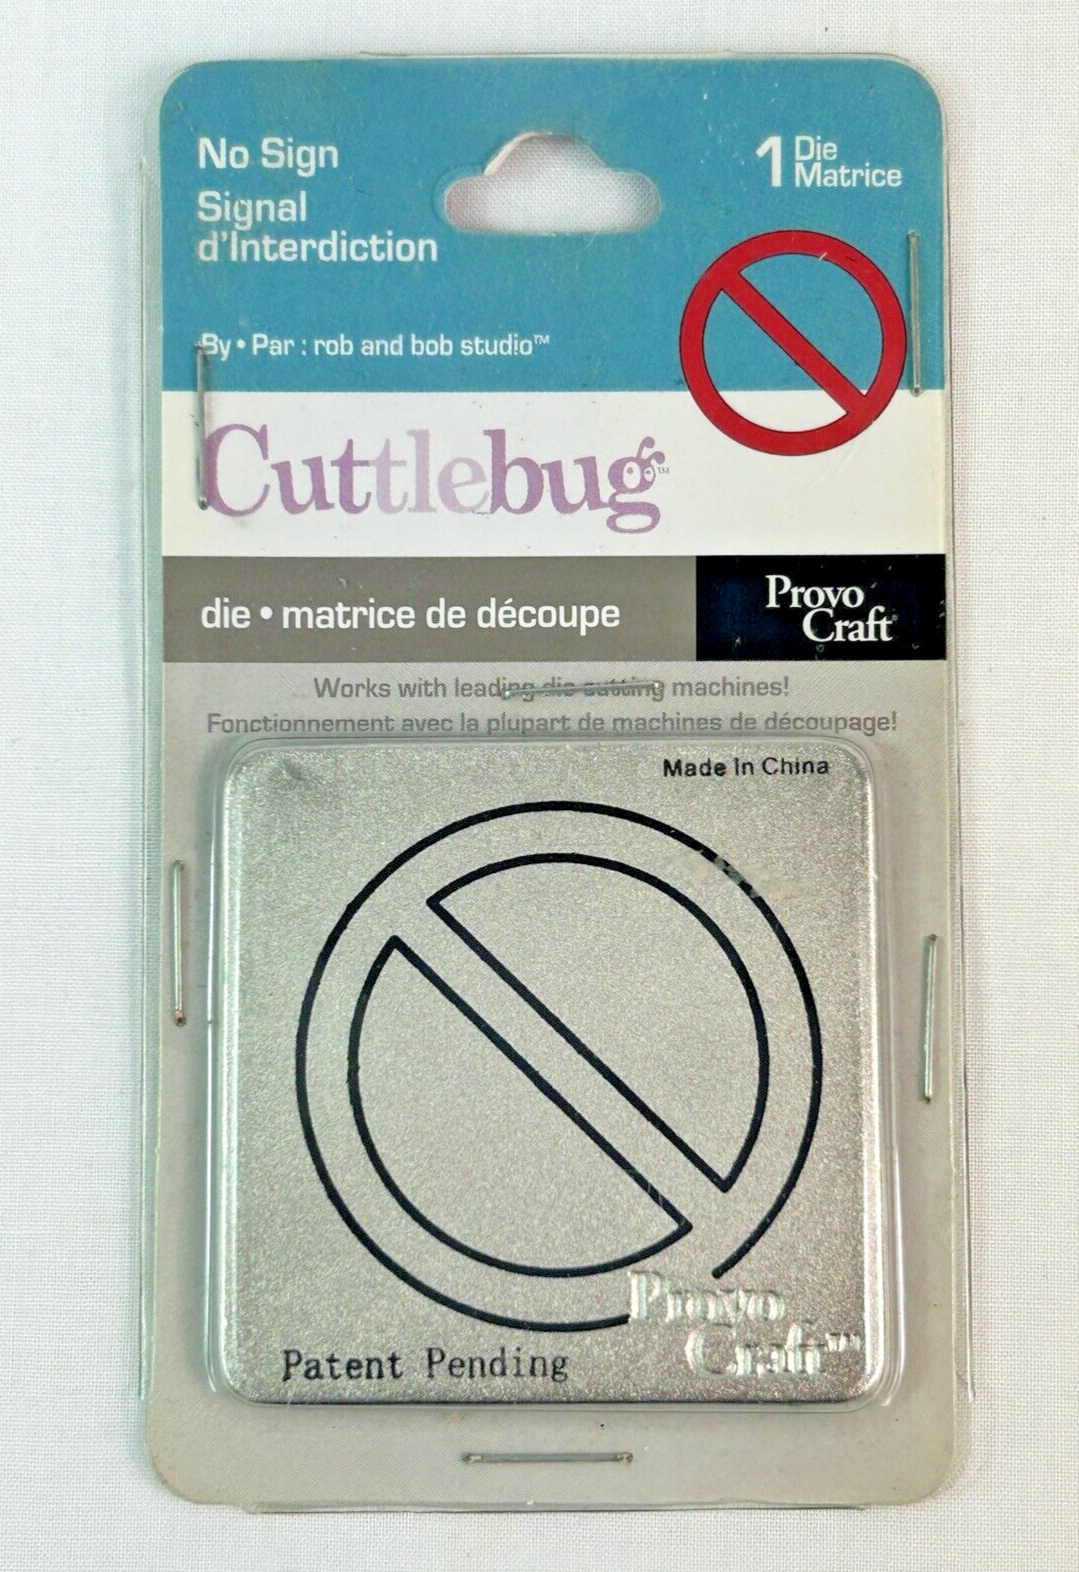 No Sign
Signal
d'Interdiction
1 Die
Matrice
By • Par : rob and bob studio™
Cuttlebug™
die • matrice de découpe
Provo
Craft®
Works with leading die cutting machines!
Fonctionnement avec la plupart de machines de découpage!
Made In China
Provo
Craft™
Patent Pending